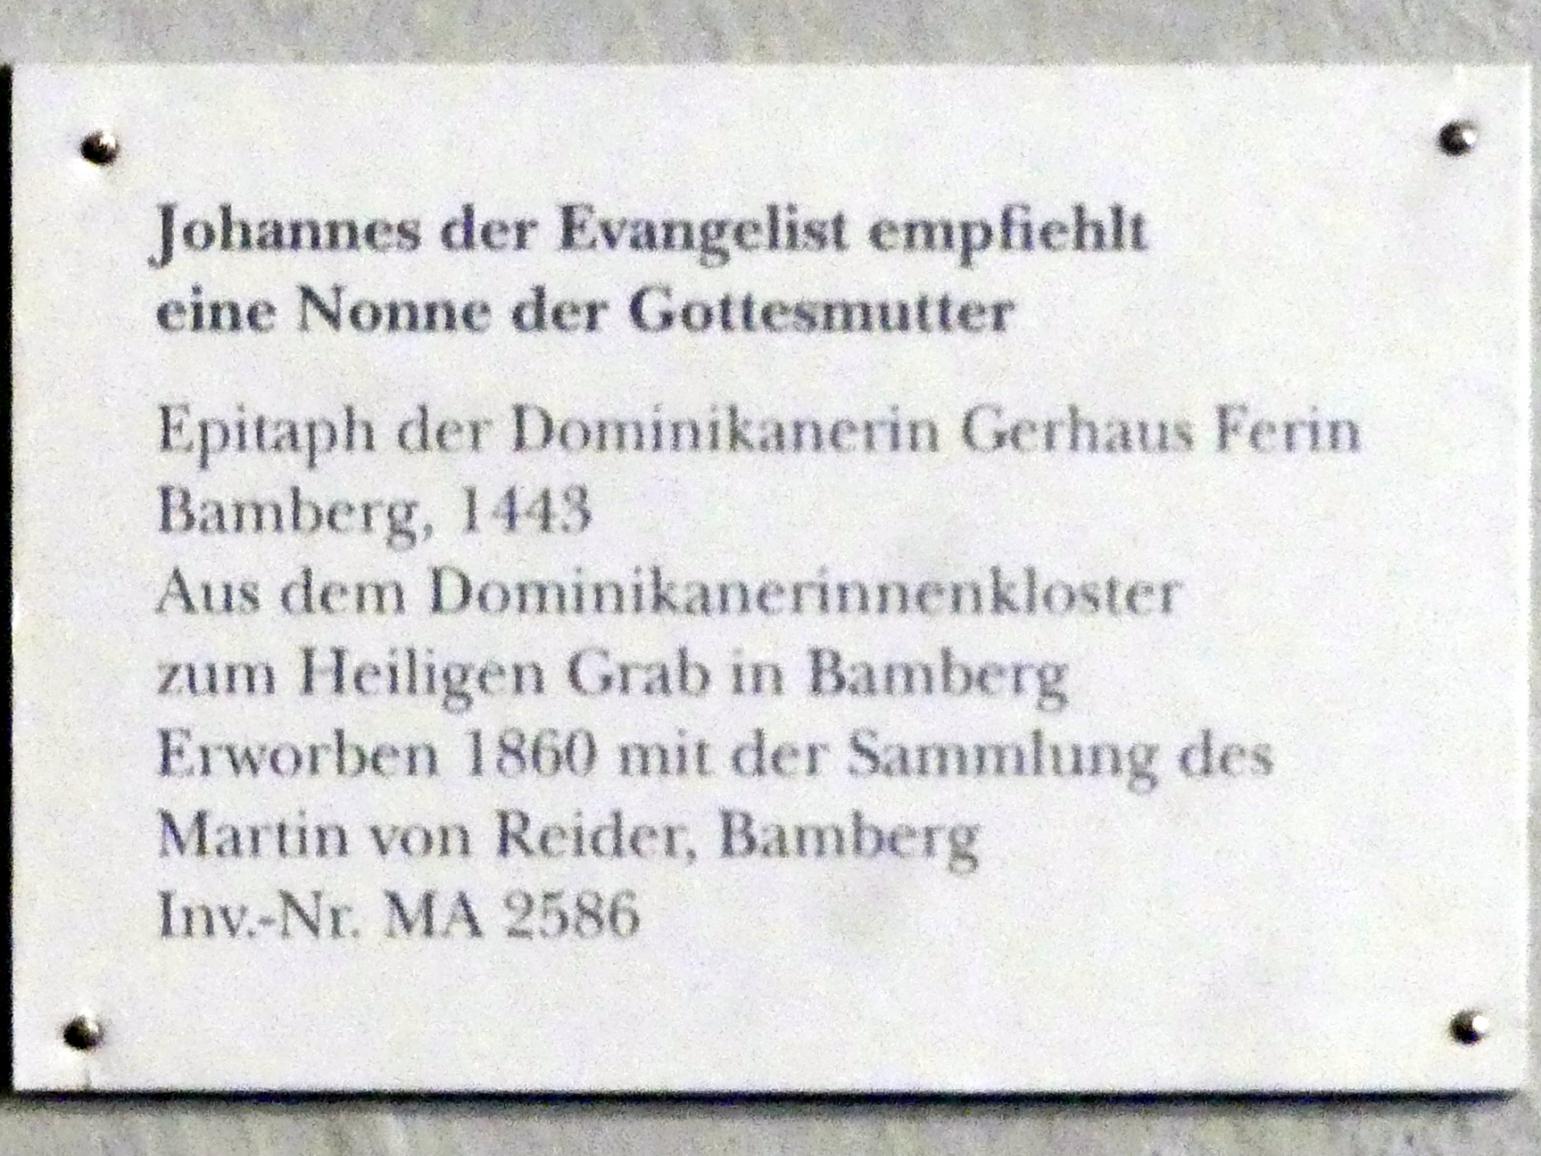 Johannes der Evangelist empfiehlt
eine Nonne der Gottesmutter
Epitaph der Dominikanerin Gerhaus Ferin
Bamberg, 1443
Aus dem Dominikanerinnenkloster
zum Heiligen Grab in Bamberg
Erworben 1860 mit der Sammlung des
Martin von Reider, Bamberg
Inv.-Nr. MA 2586